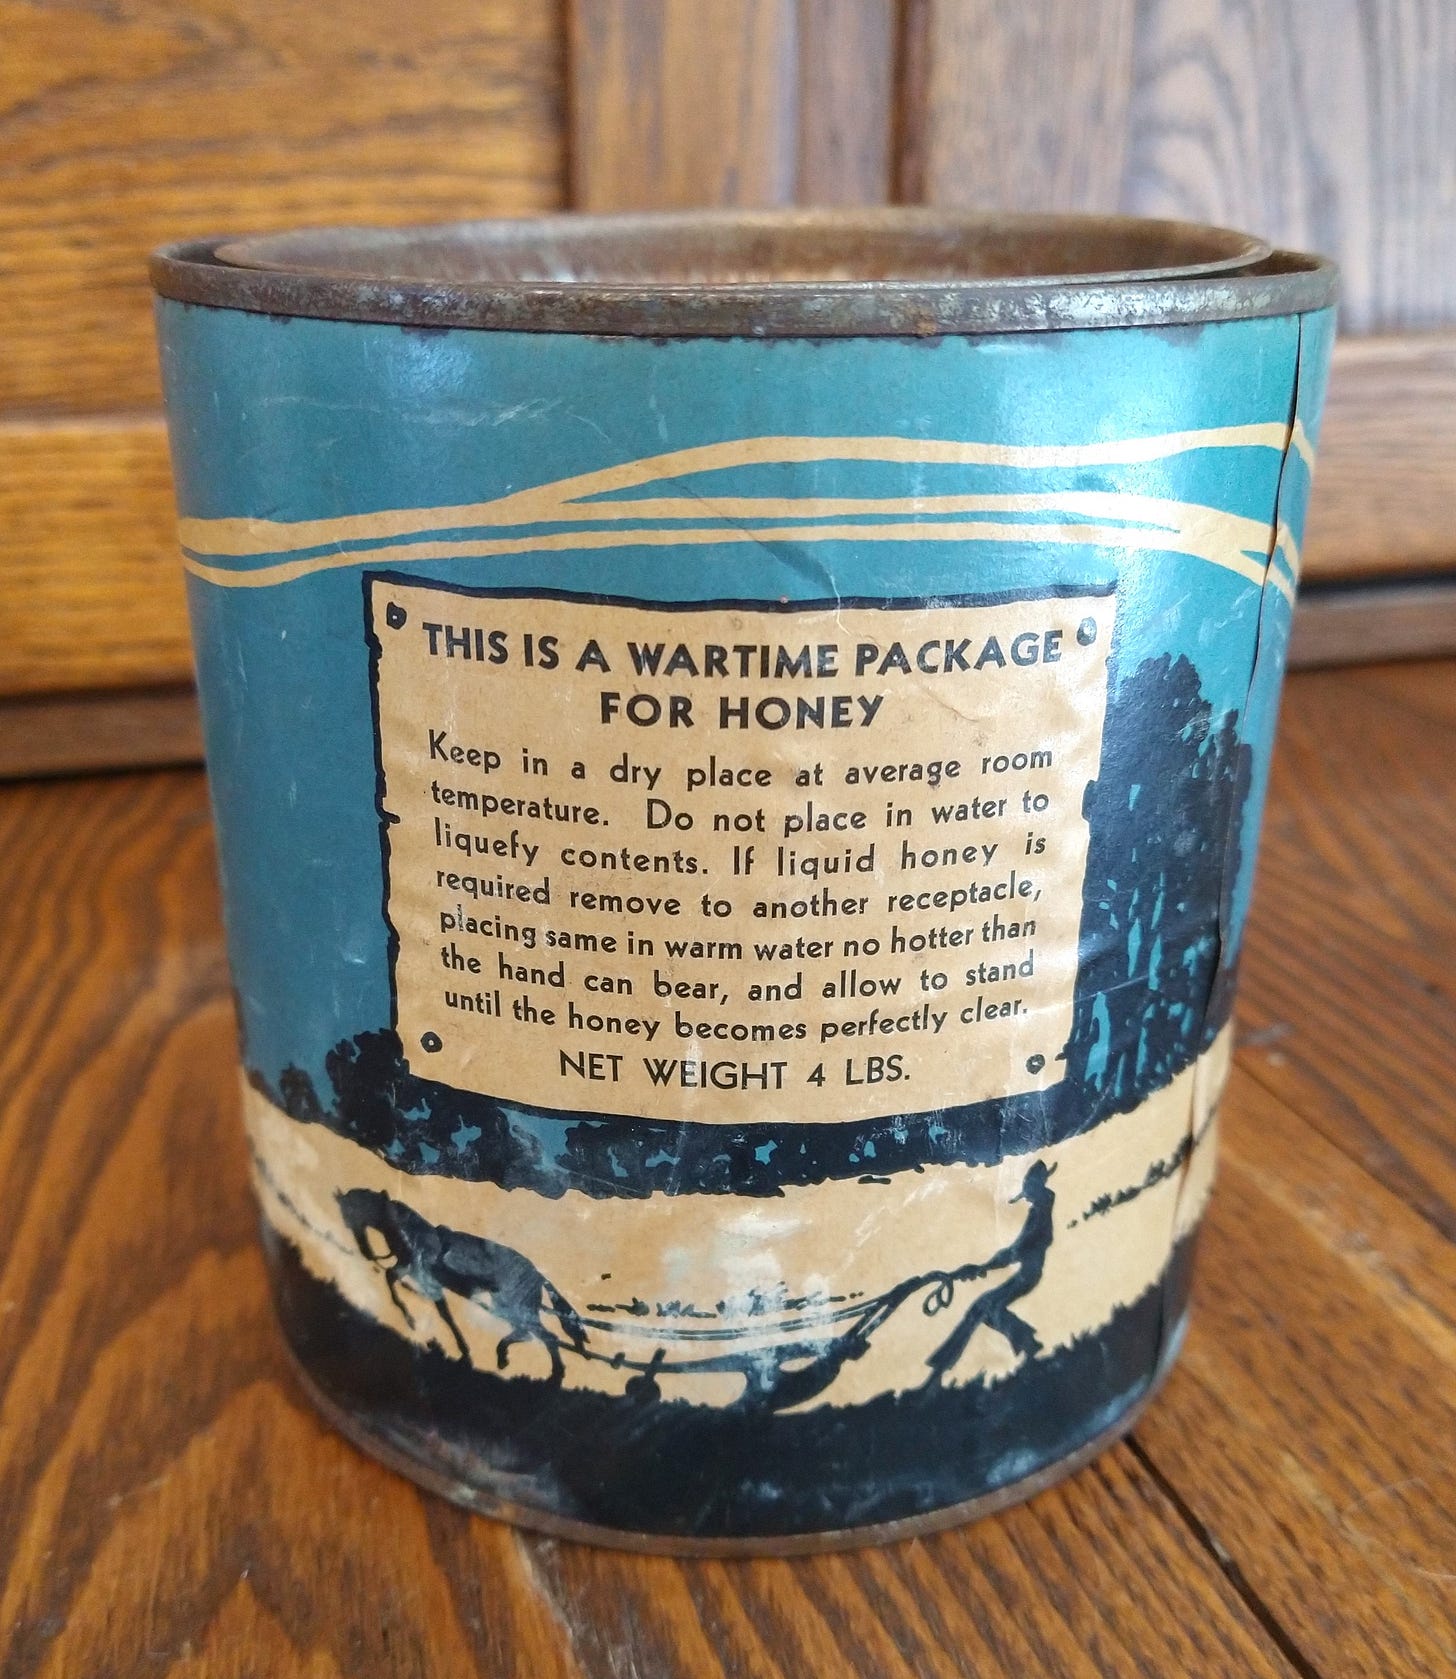 THIS IS A WARTIME PACKAGE
FOR HONEY
Keep in a dry place at average room
temperature. Do not place in water to
liquefy contents. If liquid honey is
required remove to another receptacle,
placing same in warm water no hotter than
the hand can bear, and allow to stand
until the honey becomes perfectly clear.
NET WEIGHT 4 LBS.